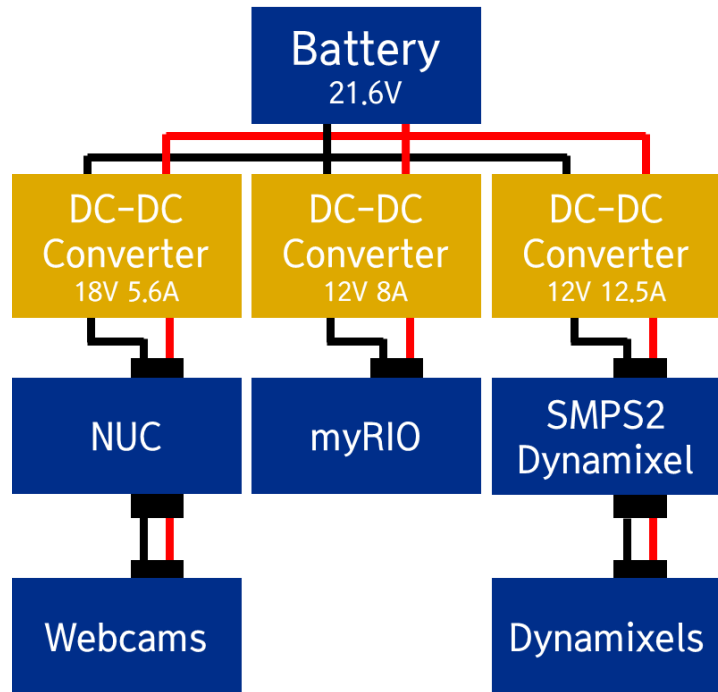 Battery
21.6V
DC-DC
Converter
18V 5.6A
DC-DC
Converter
12V 8A
DC-DC
Converter
12V 12.5A
NUC
myRIO
SMPS2
Dynamixel
Webcams
Dynamixels